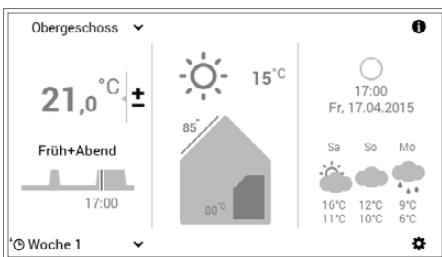 Obergeschoss
21,0 °C ±
Früh+Abend
17:00
Woche 1
15°C
85°
60°C
17:00
Fr, 17.04.2015
Sa So Mo
16°C 12°C 9°C
11°C 10°C 6°C